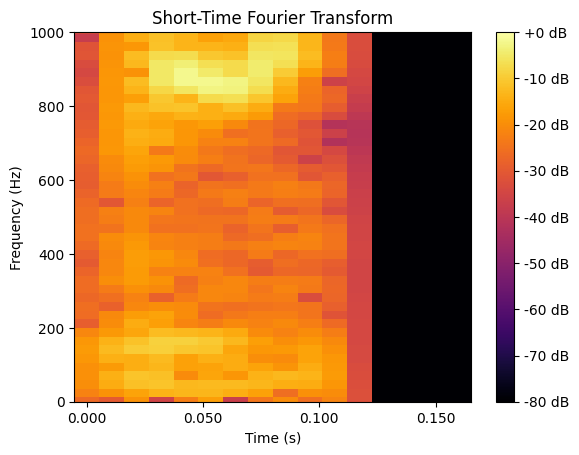 Short-Time Fourier Transform
1000
800
600
400
200
0
Frequency (Hz)
0.000
0.050
0.100
0.150
Time (s)
+0 dB
-10 dB
-20 dB
-30 dB
-40 dB
-50 dB
-60 dB
-70 dB
-80 dB